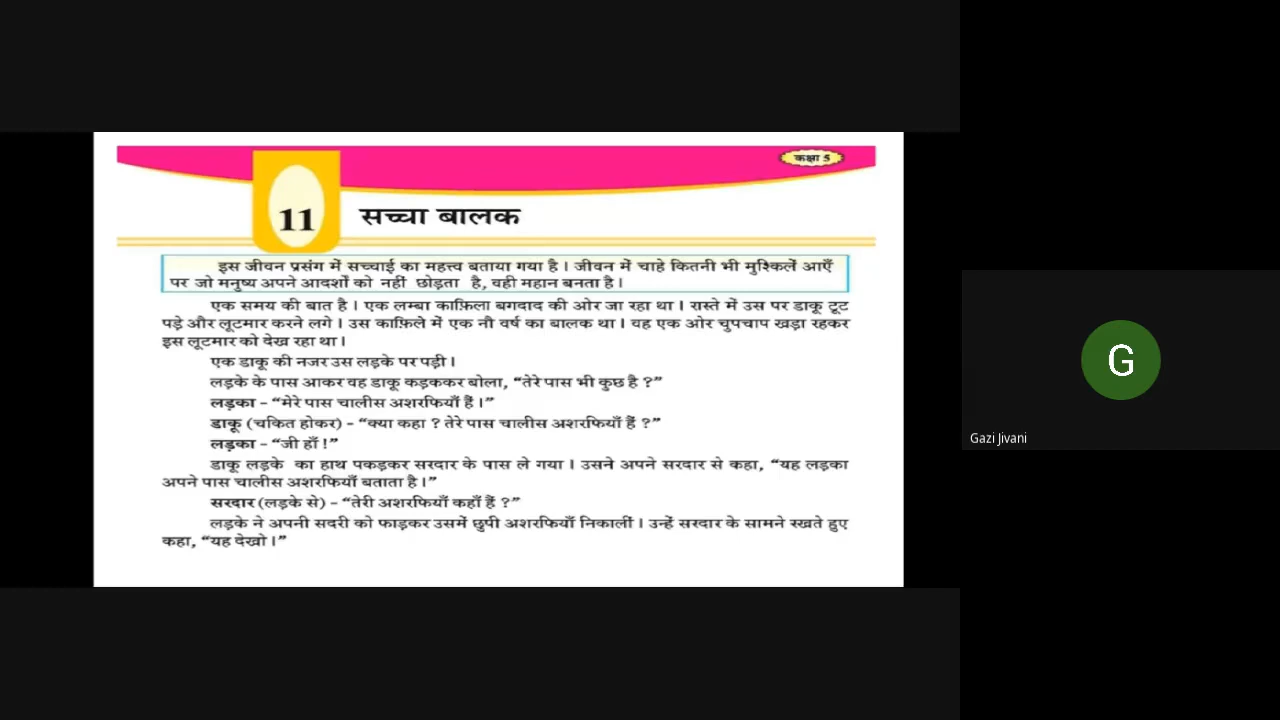 कक्षा 5
11 सच्चा बालक
इस जीवन प्रसंग में सच्चाई का महत्त्व बताया गया है । जीवन में चाहे कितनी भी मुश्किलें आएँ
पर जो मनुष्य अपने आदर्शों को नहीं छोड़ता है, वही महान बनता है ।
एक समय की बात है । एक लम्बा काफ़िला बगदाद की ओर जा रहा था । रास्ते में उस पर डाकू टूट
पड़े और लूटमार करने लगे । उस काफ़िले में एक नौ वर्ष का बालक था । वह एक ओर चुपचाप खड़ा रहकर
इस लूटमार को देख रहा था ।
एक डाकू की नजर उस लड़के पर पड़ी ।
लड़के के पास आकर वह डाकू कड़ककर बोला, “तेरे पास भी कुछ है ?”
लड़का – “मेरे पास चालीस अशरफियाँ हैं ।”
डाकू (चकित होकर) – “क्या कहा ? तेरे पास चालीस अशरफियाँ हैं ?”
लड़का – “जी हाँ !”
डाकू लड़के का हाथ पकड़कर सरदार के पास ले गया । उसने अपने सरदार से कहा, “यह लड़का
अपने पास चालीस अशरफियाँ बताता है ।”
सरदार (लड़के से) – “तेरी अशरफियाँ कहाँ हैं ?”
लड़के ने अपनी सदरी को फाड़कर उसमें छुपी अशरफियाँ निकालीं । उन्हें सरदार के सामने रखते हुए
कहा, “यह देखो ।”
G
Gazi Jivani